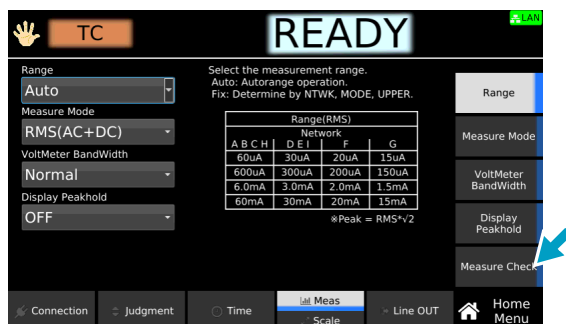 LAN
TC
READY
Range
Auto
Measure Mode
RMS(AC+DC)
VoltMeter BandWidth
Normal
Display Peakhold
OFF
Select the measurement range.
Auto: Autorange operation.
Fix: Determine by NTWK, MODE, UPPER.
Range(RMS)
Network
A B C H D E I F G
60uA 30uA 20uA 15uA
600uA 300uA 200uA 150uA
6.0mA 3.0mA 2.0mA 1.5mA
60mA 30mA 20mA 15mA
※Peak = RMS*√2
Range
Measure Mode
VoltMeter
BandWidth
Display
Peakhold
Measure Check
Connection
Judgment
Time
Meas
Scale
Line OUT
Home
Menu